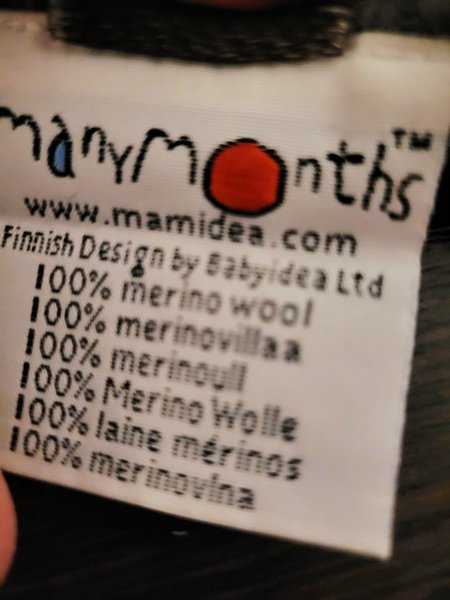 manymonths™
www.mamidea.com
Finnish Design by Babyidea Ltd
100% merino wool
100% merinovillaa
100% merinoull
100% Merino Wolle
100% laine mérinos
100% merinovlna